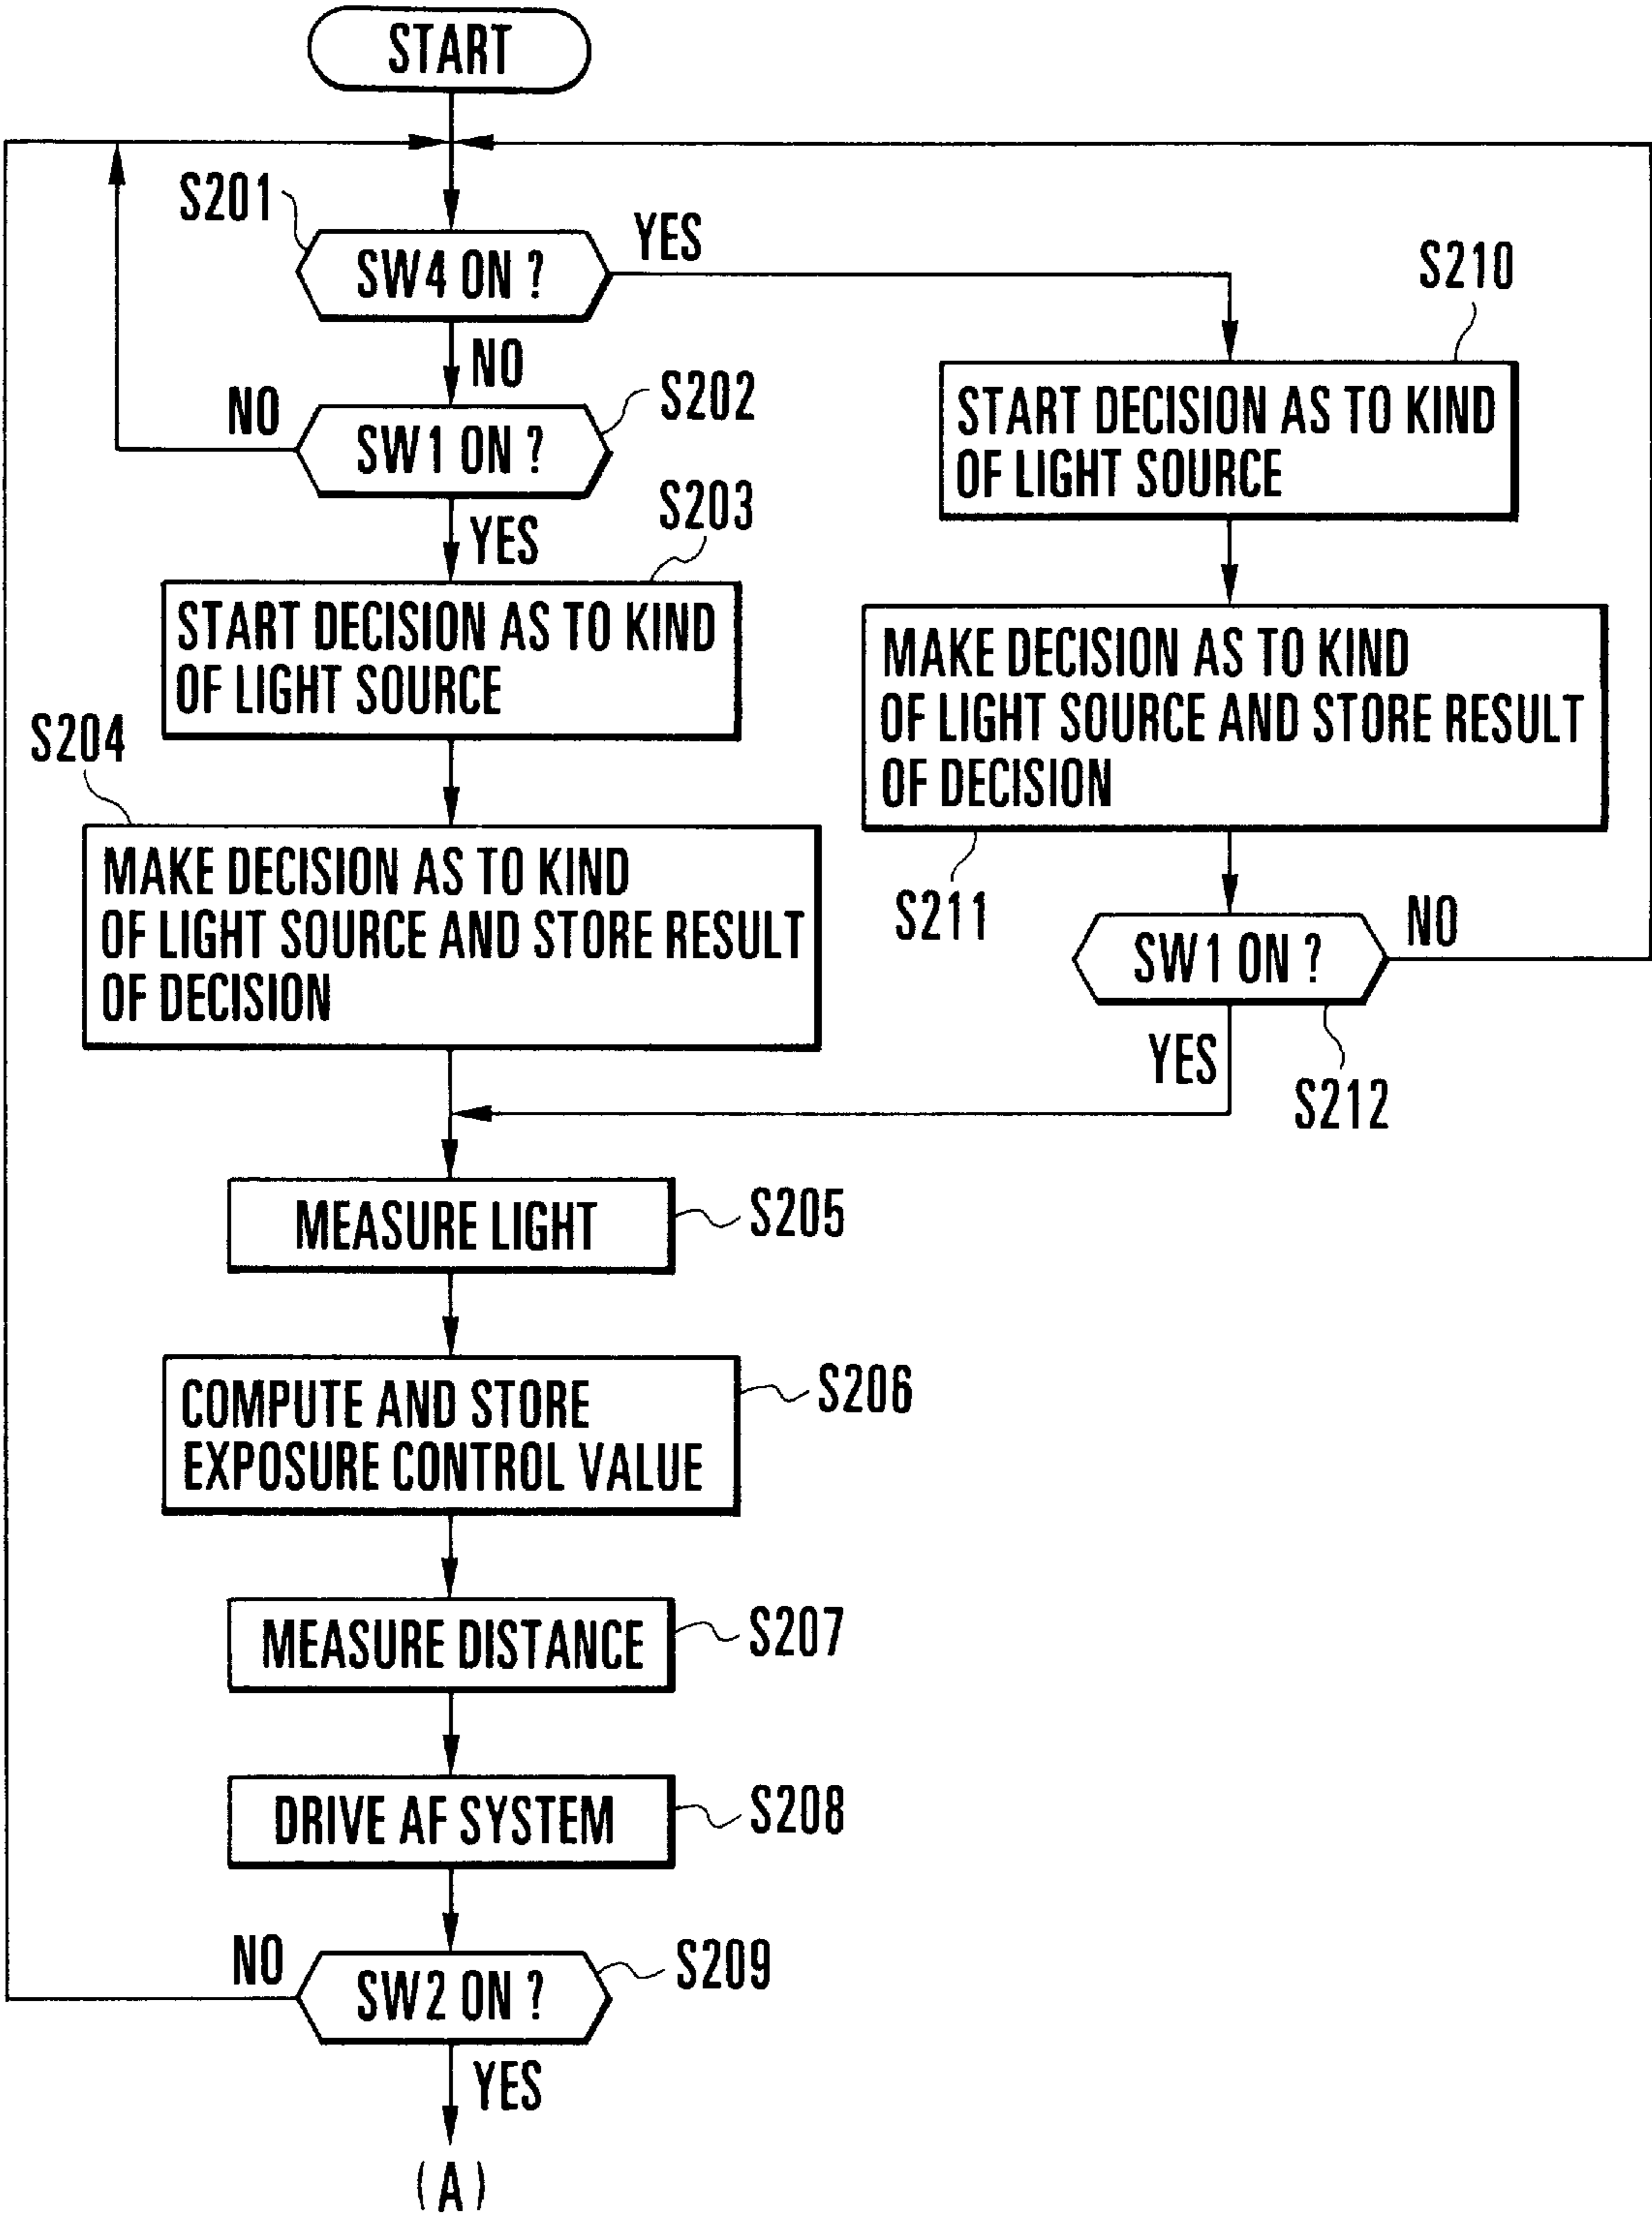 START
S201
SW4 ON ?
YES
NO
S202
SW1 ON ?
NO
YES
S203
START DECISION AS TO KIND
OF LIGHT SOURCE
S204
MAKE DECISION AS TO KIND
OF LIGHT SOURCE AND STORE RESULT
OF DECISION
S210
START DECISION AS TO KIND
OF LIGHT SOURCE
MAKE DECISION AS TO KIND
OF LIGHT SOURCE AND STORE RESULT
OF DECISION
S211
SW1 ON ?
NO
YES
S212
MEASURE LIGHT
S205
COMPUTE AND STORE
EXPOSURE CONTROL VALUE
S206
MEASURE DISTANCE
S207
DRIVE AF SYSTEM
S208
NO
SW2 ON ?
S209
YES
(A)